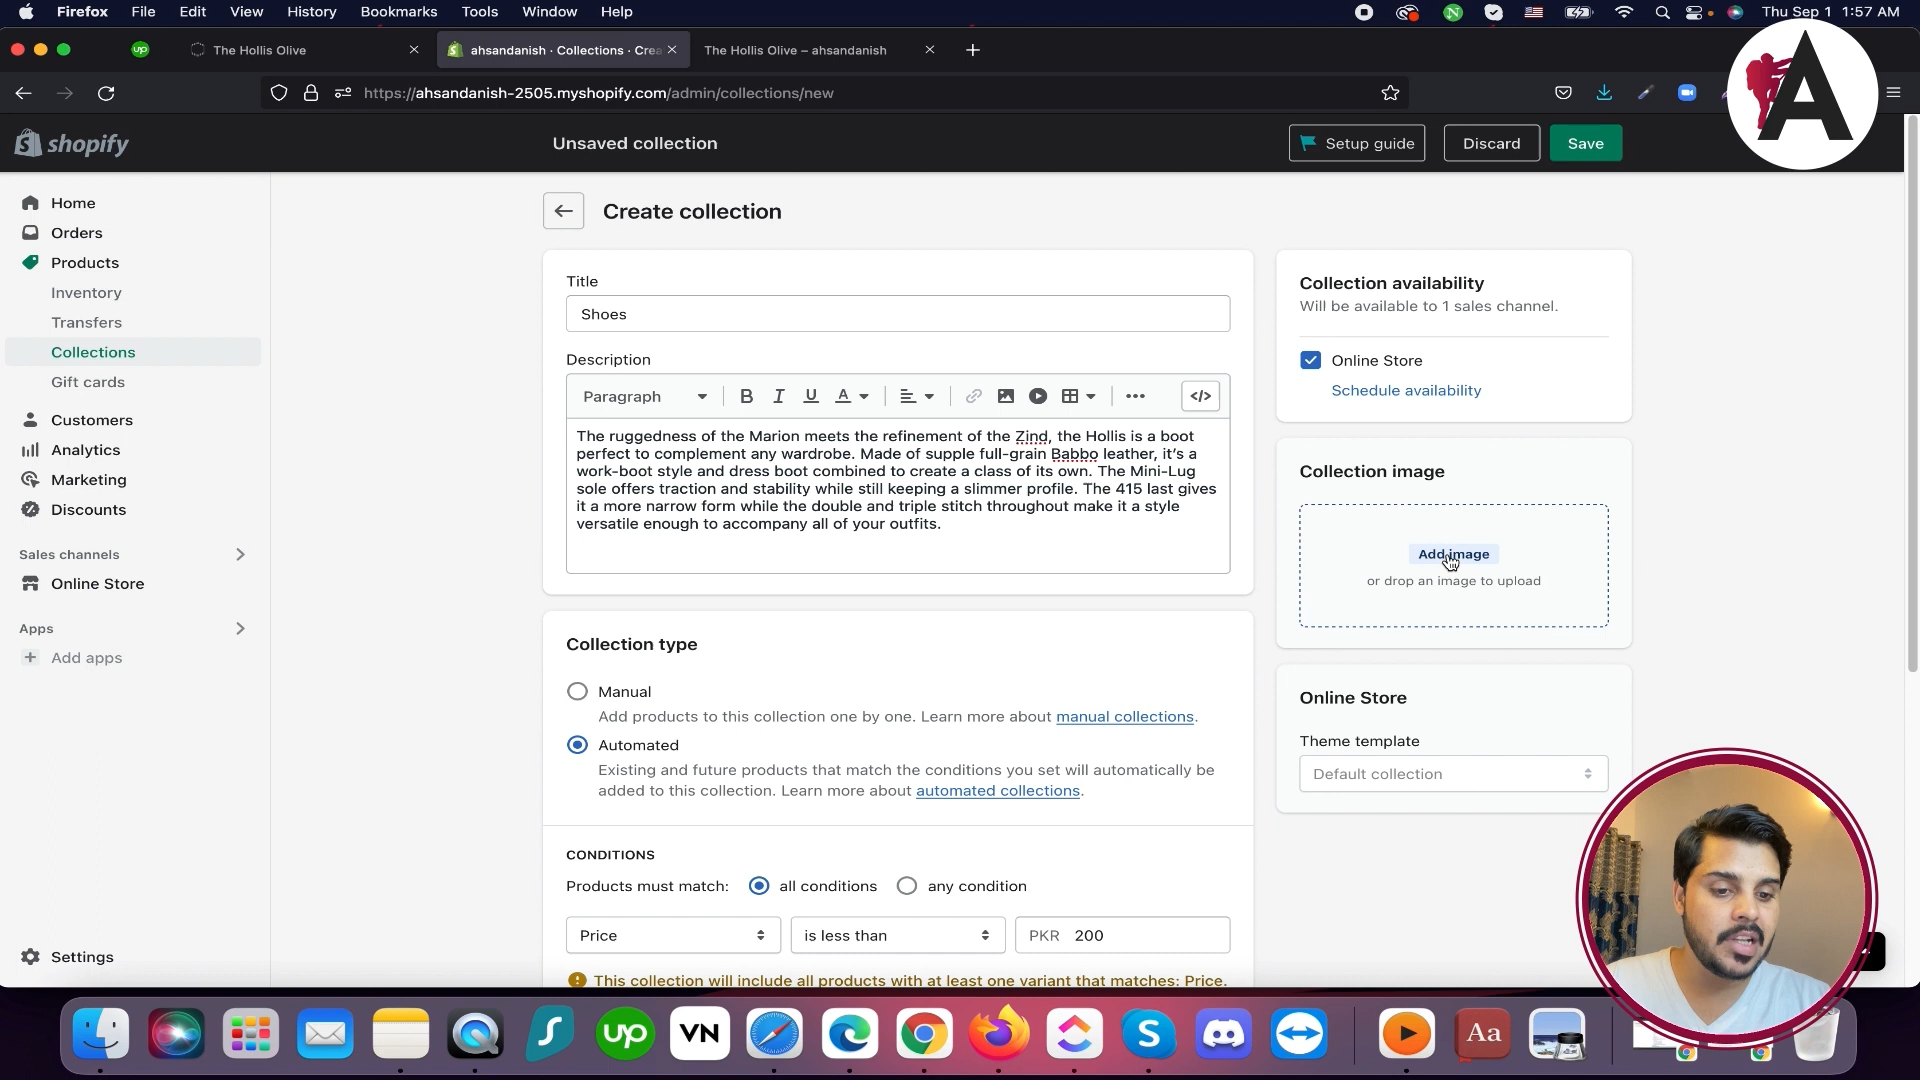 Firefox File Edit View History Bookmarks Tools Window Help
Thu Sep 1 1:57 AM
up The Hollis Olive
ahsandanish · Collections · Crea
The Hollis Olive – ahsandanish
https://ahsandanish-2505.myshopify.com/admin/collections/new
A
shopify
Unsaved collection
Setup guide
Discard
Save
Home
Orders
Products
Inventory
Transfers
Collections
Gift cards
Customers
Analytics
Marketing
Discounts
Sales channels
Online Store
Apps
Add apps
Settings
Create collection
Title
Shoes
Description
Paragraph B I U A </>
The ruggedness of the Marion meets the refinement of the Zind, the Hollis is a boot
perfect to complement any wardrobe. Made of supple full-grain Babbo leather, it's a
work-boot style and dress boot combined to create a class of its own. The Mini-Lug
sole offers traction and stability while still keeping a slimmer profile. The 415 last gives
it a more narrow form while the double and triple stitch throughout make it a style
versatile enough to accompany all of your outfits.
Collection type
Manual
Add products to this collection one by one. Learn more about manual collections.
Automated
Existing and future products that match the conditions you set will automatically be
added to this collection. Learn more about automated collections.
CONDITIONS
Products must match: all conditions any condition
Price
is less than
PKR 200
This collection will include all products with at least one variant that matches: Price.
Collection availability
Will be available to 1 sales channel.
Online Store
Schedule availability
Collection image
Add image
or drop an image to upload
Online Store
Theme template
Default collection
up
VN
S
Aa